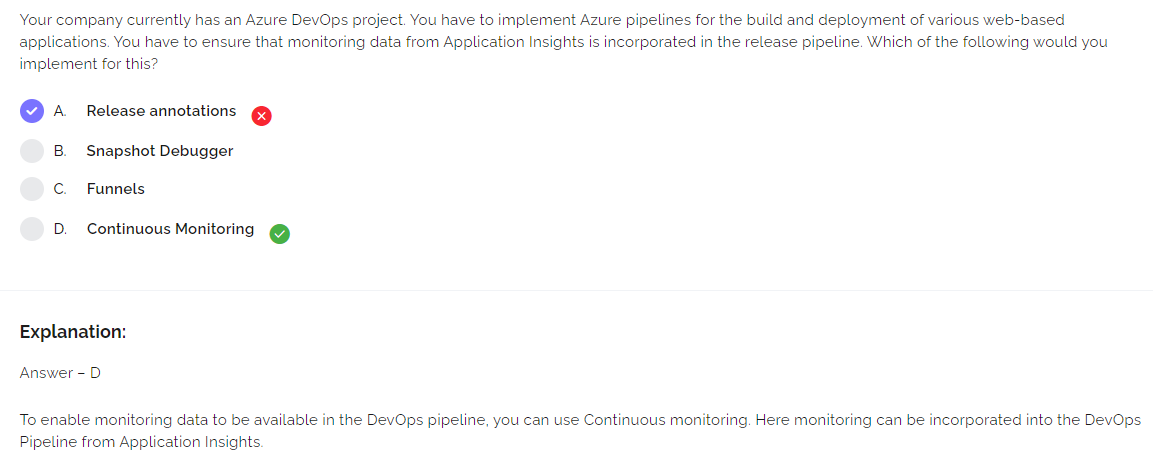 Your company currently has an Azure DevOps project. You have to implement Azure pipelines for the build and deployment of various web-based
applications. You have to ensure that monitoring data from Application Insights is incorporated in the release pipeline. Which of the following would you
implement for this?
A. Release annotations
B. Snapshot Debugger
C. Funnels
D. Continuous Monitoring
Explanation:
Answer – D
To enable monitoring data to be available in the DevOps pipeline, you can use Continuous monitoring. Here monitoring can be incorporated into the DevOps
Pipeline from Application Insights.